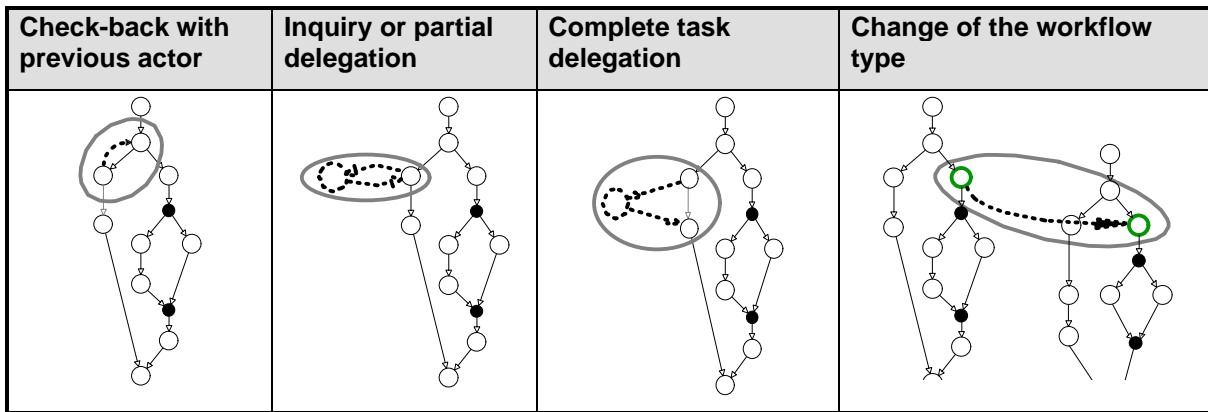 Check-back with
previous actor
Inquiry or partial
delegation
Complete task
delegation
Change of the workflow
type